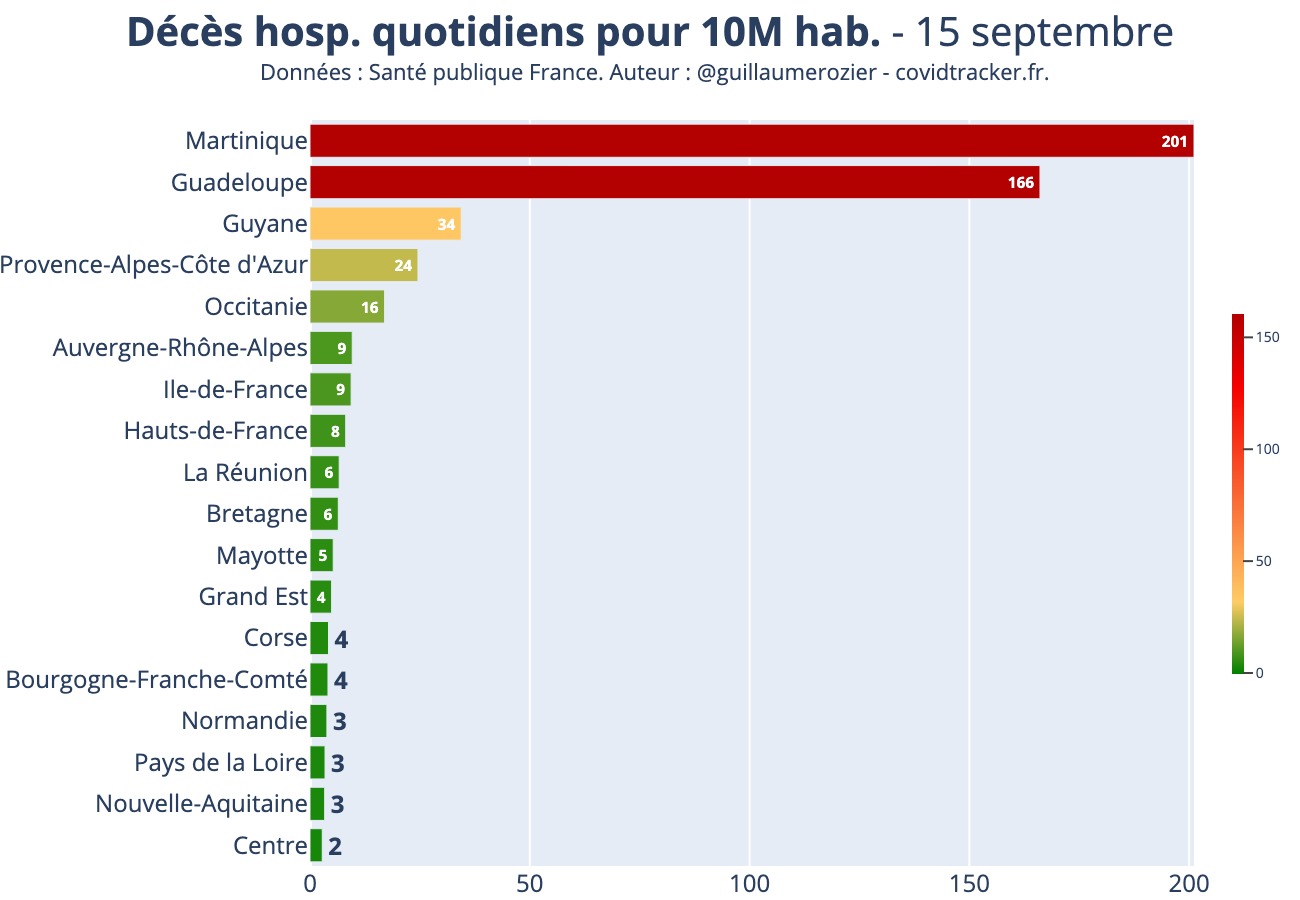 Décès hosp. quotidiens pour 10M hab. - 15 septembre
Données : Santé publique France. Auteur : @guillaumerozier - covidtracker.fr.
Martinique 201
Guadeloupe 166
Guyane 34
Provence-Alpes-Côte d'Azur 24
Occitanie 16
Auvergne-Rhône-Alpes 9
Ile-de-France 9
Hauts-de-France 8
La Réunion 6
Bretagne 6
Mayotte 5
Grand Est 4
Corse 4
Bourgogne-Franche-Comté 4
Normandie 3
Pays de la Loire 3
Nouvelle-Aquitaine 3
Centre 2
0 50 100 150 200
150
100
50
0